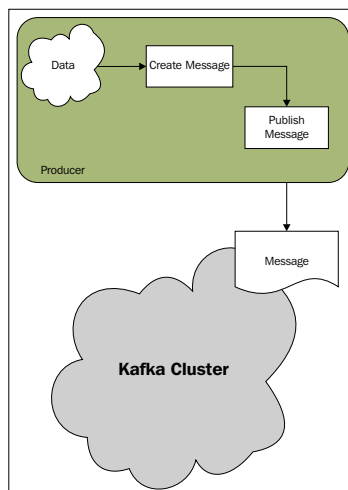 Data
Create Message
Publish
Message
Producer
Message
Kafka Cluster